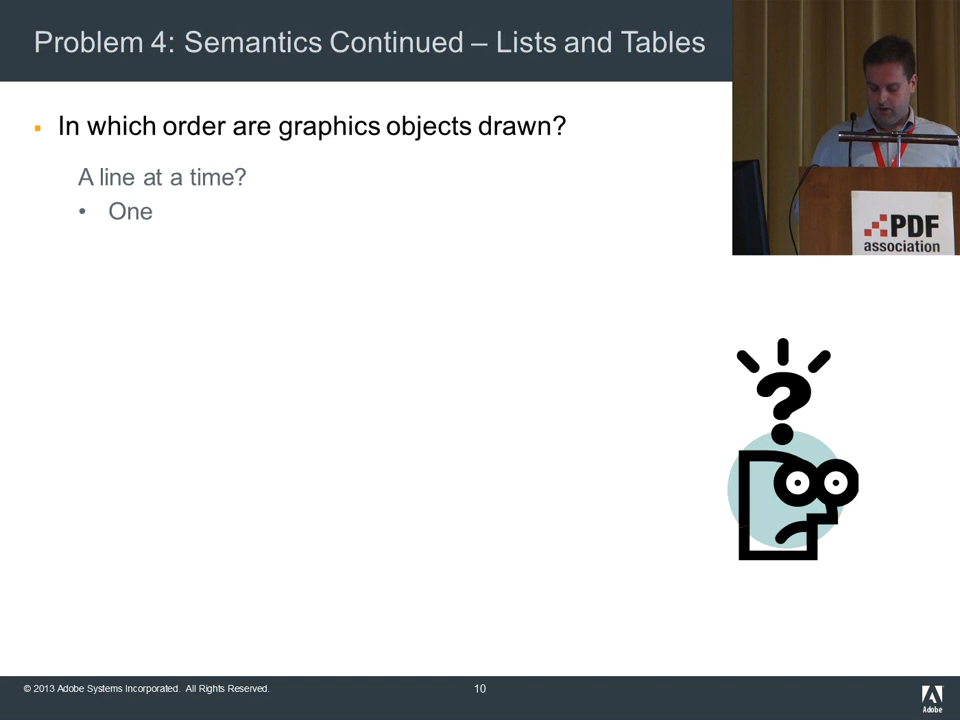 Problem 4: Semantics Continued – Lists and Tables
▪ In which order are graphics objects drawn?
A line at a time?
• One
PDF
association
?
© 2013 Adobe Systems Incorporated. All Rights Reserved.
10
Adobe